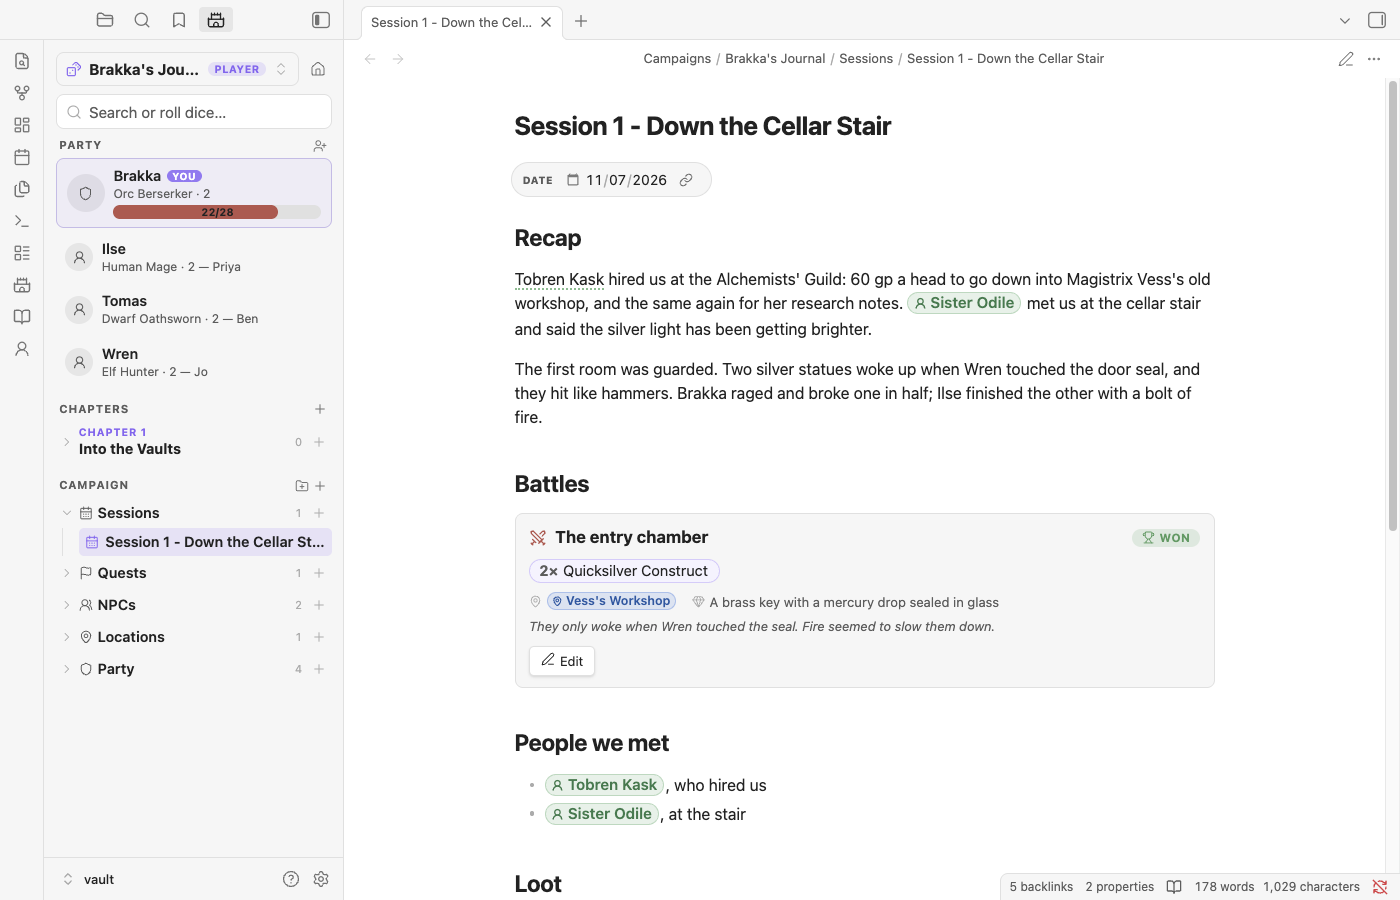 Session 1 - Down the Cel...
Brakka's Jou... PLAYER
Search or roll dice...
PARTY
Brakka YOU
Orc Berserker · 2
22/28
Ilse
Human Mage · 2 — Priya
Tomas
Dwarf Oathsworn · 2 — Ben
Wren
Elf Hunter · 2 — Jo
CHAPTERS
CHAPTER 1
Into the Vaults 0
CAMPAIGN
Sessions 1
Session 1 - Down the Cellar St...
Quests 1
NPCs 2
Locations 1
Party 4
vault
Campaigns / Brakka's Journal / Sessions / Session 1 - Down the Cellar Stair
Session 1 - Down the Cellar Stair
DATE 11/07/2026
Recap
Tobren Kask hired us at the Alchemists' Guild: 60 gp a head to go down into Magistrix Vess's old
workshop, and the same again for her research notes. Sister Odile met us at the cellar stair
and said the silver light has been getting brighter.
The first room was guarded. Two silver statues woke up when Wren touched the door seal, and
they hit like hammers. Brakka raged and broke one in half; Ilse finished the other with a bolt of
fire.
Battles
The entry chamber WON
2× Quicksilver Construct
Vess's Workshop A brass key with a mercury drop sealed in glass
They only woke when Wren touched the seal. Fire seemed to slow them down.
Edit
People we met
• Tobren Kask, who hired us
• Sister Odile, at the stair
Loot
5 backlinks 2 properties 178 words 1,029 characters